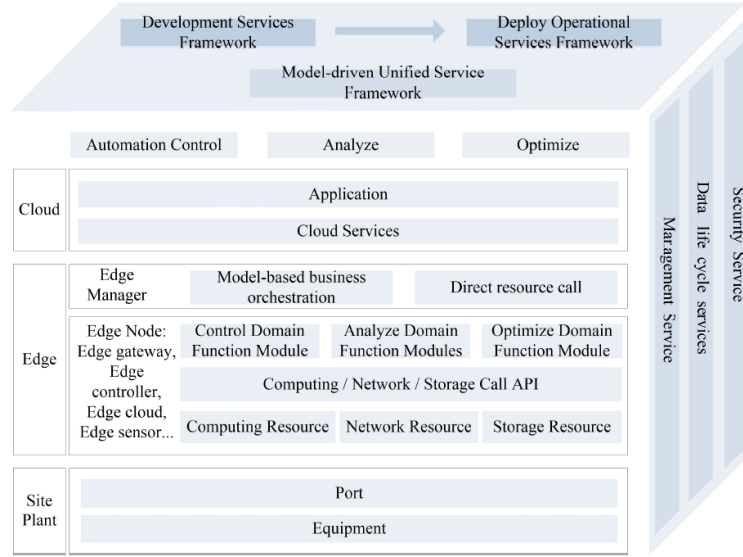 Development Services
Framework
Deploy Operational
Services Framework
Model-driven Unified Service
Framework
Automation Control
Analyze
Optimize
Cloud
Application
Cloud Services
Edge
Edge
Manager
Model-based business
orchestration
Direct resource call
Edge Node:
Edge gateway,
Edge
controller,
Edge cloud,
Edge sensor...
Control Domain
Function Module
Analyze Domain
Function Modules
Optimize Domain
Function Module
Computing / Network / Storage Call API
Computing Resource
Network Resource
Storage Resource
Site
Plant
Port
Equipment
Management Service
Data life cycle services
Security Service